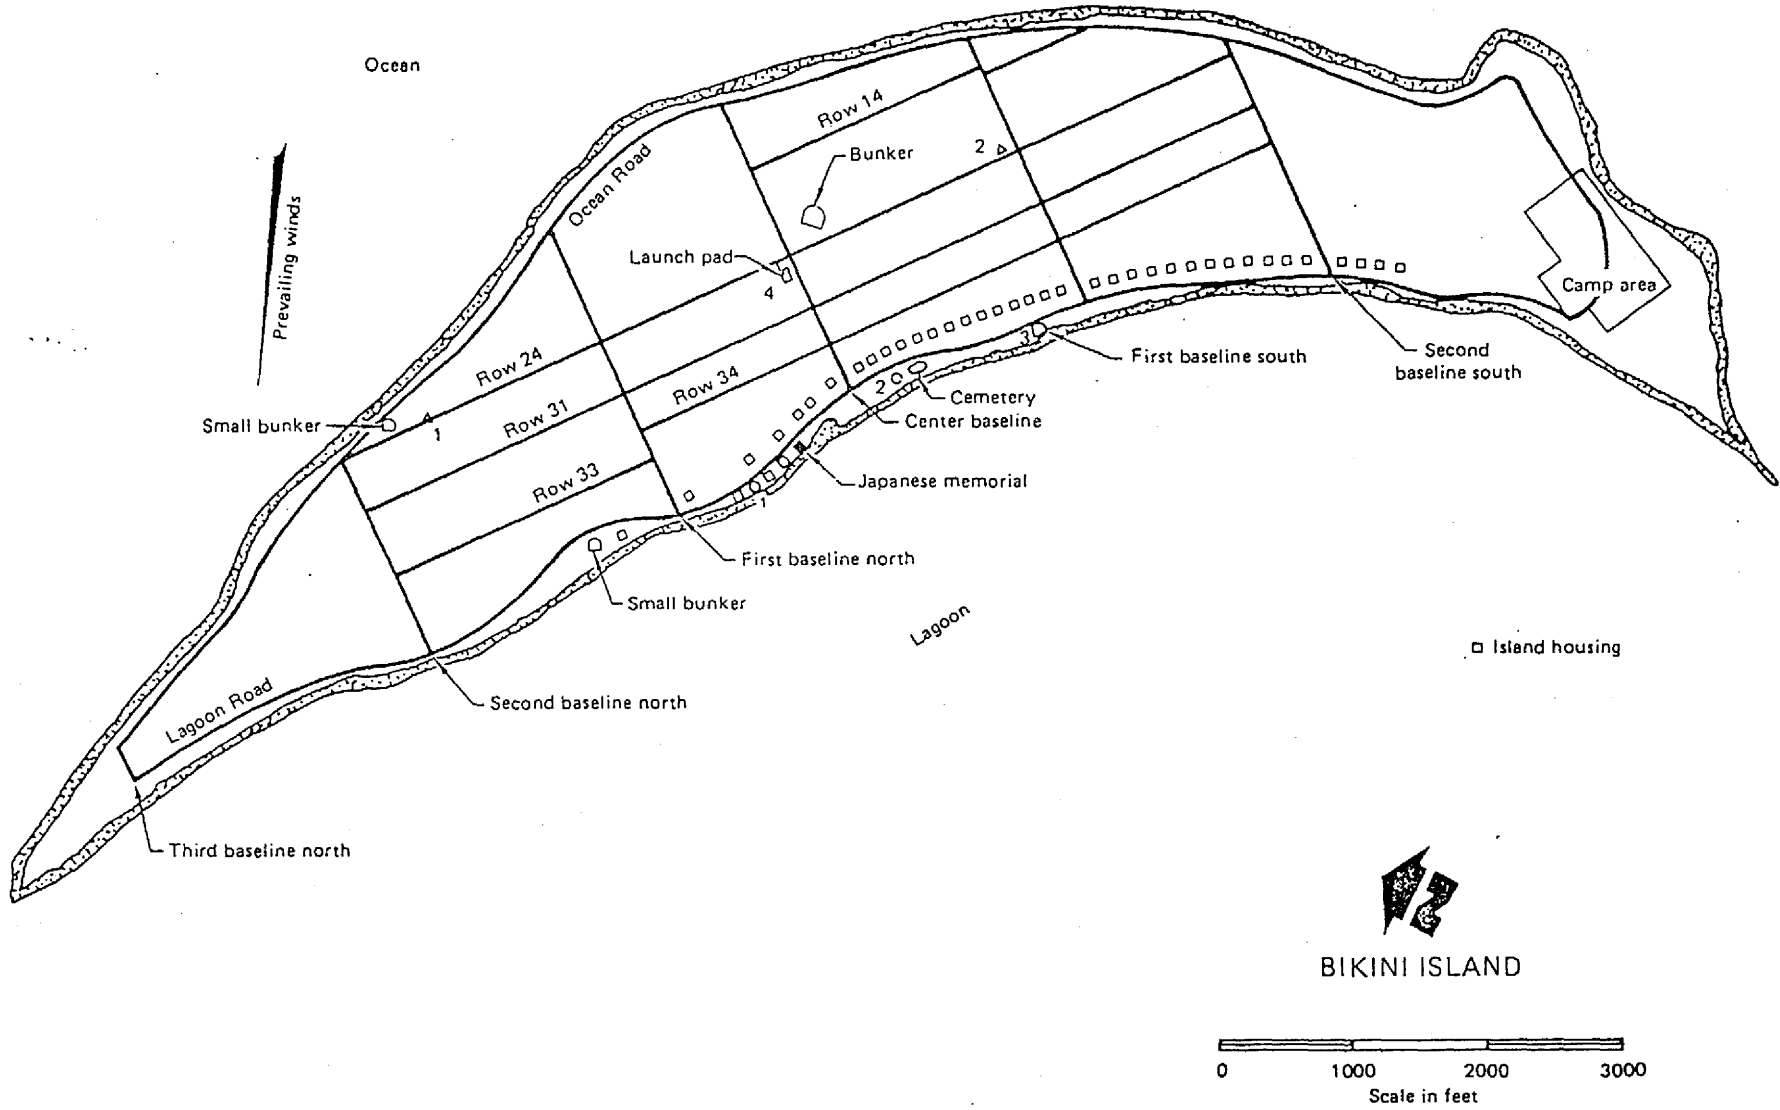 Ocean
Prevailing winds
Ocean Road
Row 14
Bunker
2
Launch pad
4
Row 24
Row 31
Row 33
Row 34
Small bunker
1
Camp area
3
First baseline south
Second
baseline south
2
Cemetery
Center baseline
Japanese memorial
1
First baseline north
Small bunker
Lagoon
Island housing
Second baseline north
Lagoon Road
Third baseline north
N
BIKINI ISLAND
0 1000 2000 3000
Scale in feet